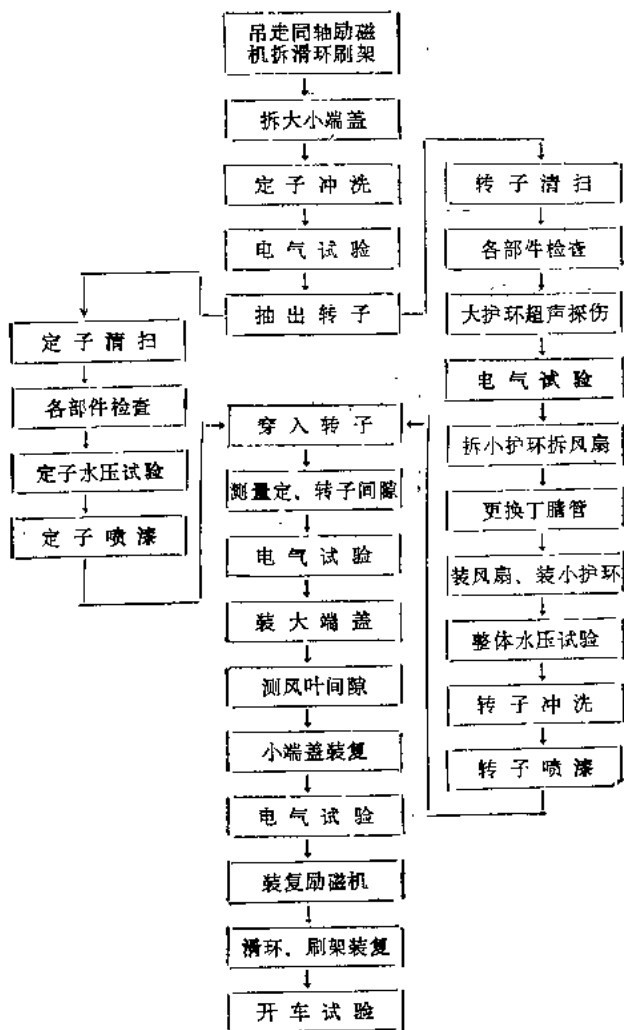 吊走同轴励磁
机拆滑环刷架
拆大小端盖
定子冲洗
电气试验
抽出转子
定子清扫
各部件检查
定子水压试验
定子喷漆
转子清扫
各部件检查
大护环超声探伤
电气试验
拆小护环拆风扇
更换丁腈管
装风扇、装小护环
整体水压试验
转子冲洗
转子喷漆
穿入转子
测量定、转子间隙
电气试验
装大端盖
测风叶间隙
小端盖装复
电气试验
装复励磁机
滑环、刷架装复
开车试验